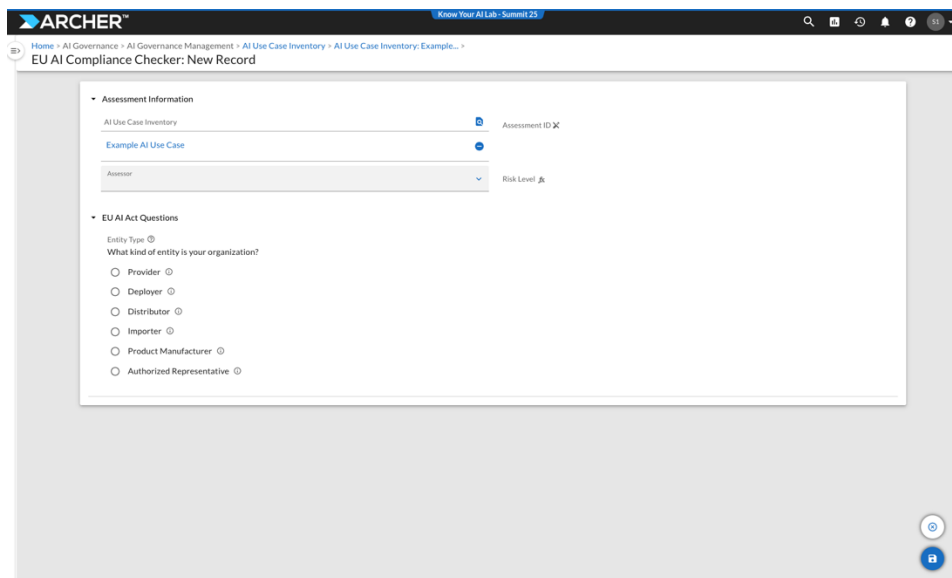 Know Your AI Lab - Summit 25
ARCHER™
S1
Home > AI Governance > AI Governance Management > AI Use Case Inventory > AI Use Case Inventory: Example... >
EU AI Compliance Checker: New Record
Assessment Information
AI Use Case Inventory
Assessment ID
Example AI Use Case
Assessor
Risk Level fx
EU AI Act Questions
Entity Type
What kind of entity is your organization?
Provider
Deployer
Distributor
Importer
Product Manufacturer
Authorized Representative